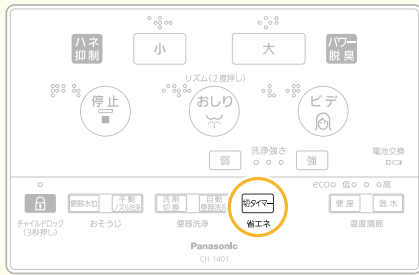 ハネ
抑制
小
大
パワー
脱臭
リズム(2度押し)
停止
おしり
ビデ
洗浄強さ
弱
強
電池交換
eco 低 高
便器水位
手動
ノズル洗浄
洗剤
切換
自動
便器洗浄
切タイマー
便座
温水
チャイルドロック
(3秒押し)
おそうじ
便器洗浄
省エネ
温度調節
Panasonic
CH 1401